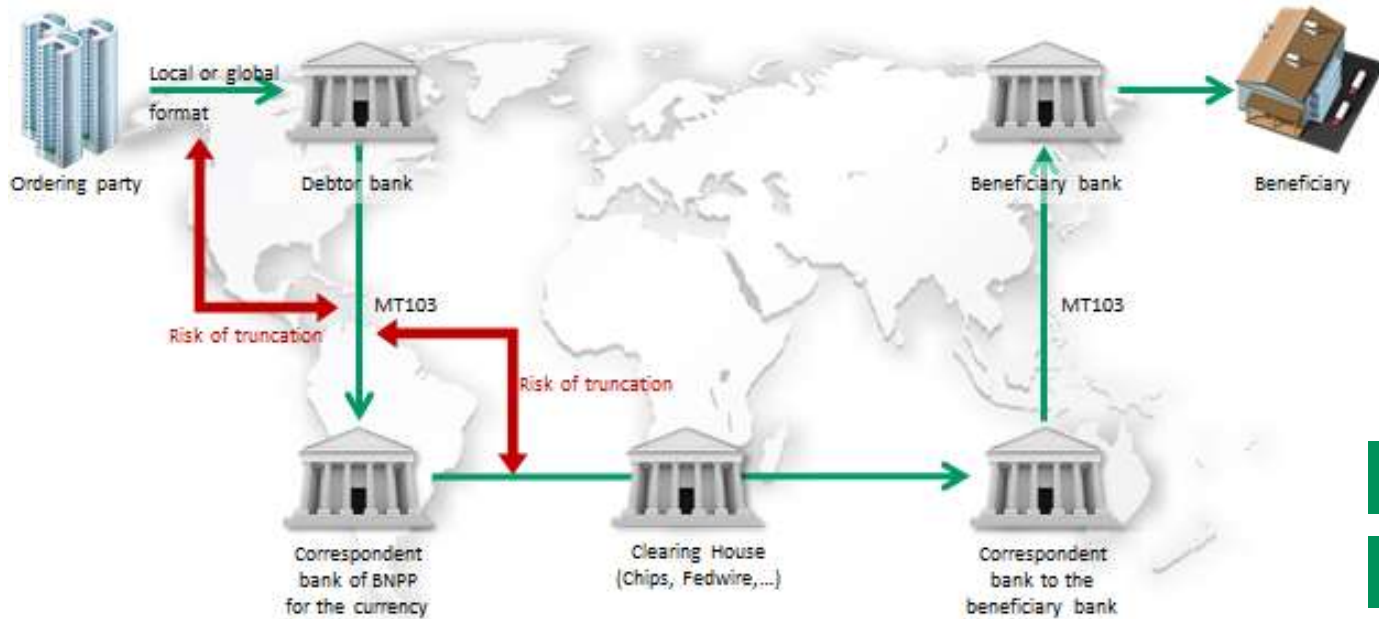 Local or global
format
Ordering party
Debtor bank
Beneficiary bank
Beneficiary
MT103
MT103
Risk of truncation
Risk of truncation
Correspondent
bank of BNPP
for the currency
Clearing House
(Chips, Fedwire,...)
Correspondent
bank to the
beneficiary bank